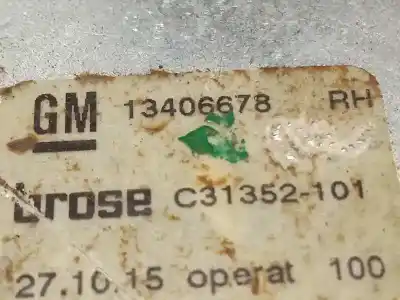 GM 13406678 RH
brose C31352-101
27.10.15 operat 100